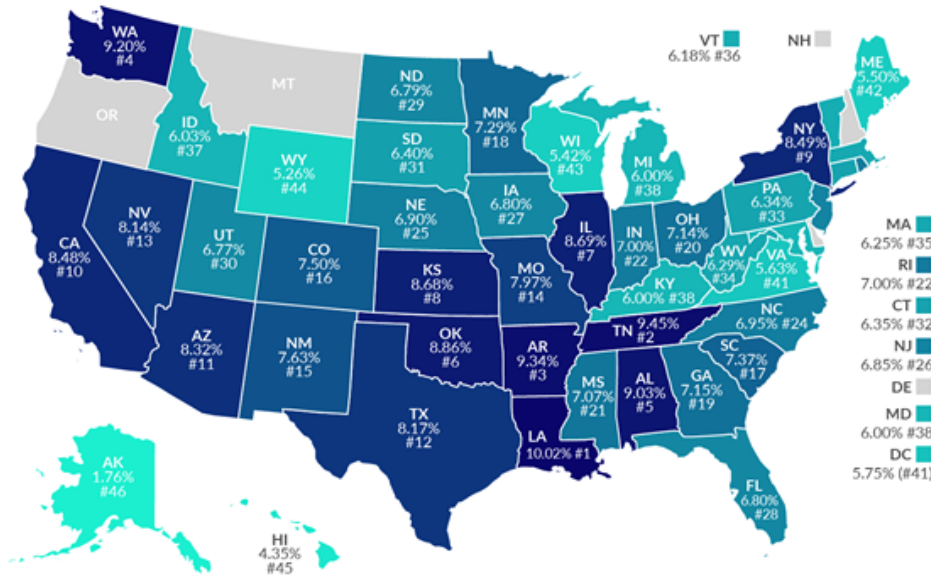 WA
9.20%
#4
VT
6.18% #36
NH
ME
5.50%
#42
MT
ND
6.79%
#29
MN
7.29%
#18
OR
ID
6.03%
#37
WY
5.26%
#44
SD
6.40%
#31
WI
5.42%
#43
MI
6.00%
#38
NY
8.49%
#9
NV
8.14%
#13
UT
6.77%
#30
NE
6.90%
#25
IA
6.80%
#27
IL
8.69%
#7
IN
7.00%
#22
OH
7.14%
#20
PA
6.34%
#33
CA
8.48%
#10
CO
7.50%
#16
KS
8.68%
#8
MO
7.97%
#14
KY
6.00% #38
WV
6.29%
#34
VA
5.63%
#41
MA
6.25% #35
RI
7.00% #22
CT
6.35% #32
NJ
6.85% #26
DE
MD
6.00% #38
DC
5.75% (#41)
AZ
8.32%
#11
NM
7.63%
#15
OK
8.86%
#6
AR
9.34%
#3
TN 9.45%
#2
NC
6.95% #24
SC
7.37%
#17
TX
8.17%
#12
LA
10.02% #1
MS
7.07%
#21
AL
9.03%
#5
GA
7.15%
#19
FL
6.80%
#28
AK
1.76%
#46
HI
4.35%
#45